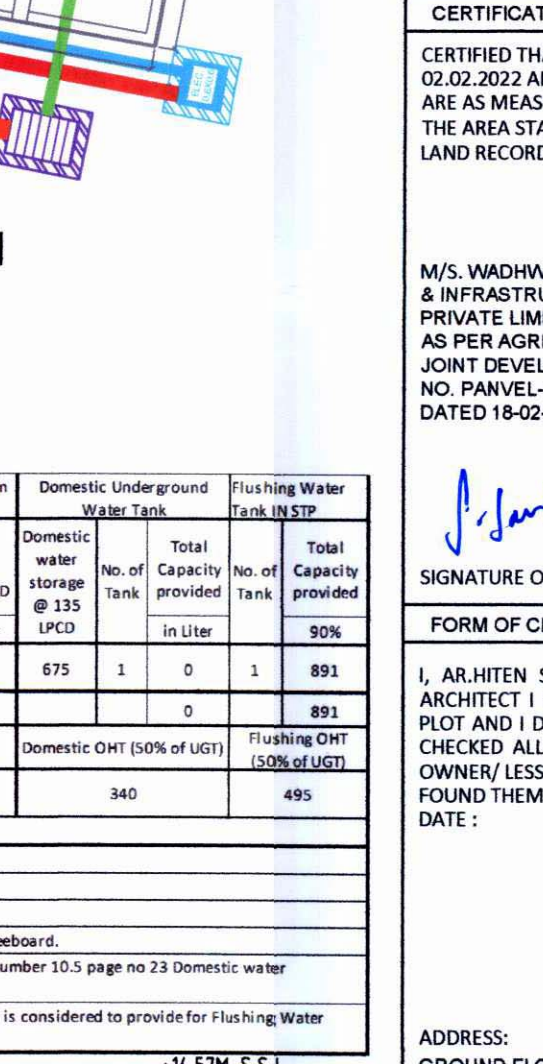 ELEC.
CERTIFICAT
CERTIFIED THA
02.02.2022 A
ARE AS MEAS
THE AREA STA
LAND RECORD
M/S. WADHW
& INFRASTRU
PRIVATE LIM
AS PER AGR
JOINT DEVEL
NO. PANVEL-
DATED 18-02-
SIGNATURE O
FORM OF C
I, AR.HITEN S
ARCHITECT I
PLOT AND I D
CHECKED ALL
OWNER/ LESS
FOUND THEM
DATE :
ADDRESS:
Domestic Underground
Water Tank
Flushing Water
Tank IN STP
Domestic
water
storage
@ 135
LPCD
No. of
Tank
Total
Capacity
provided
in Liter
No. of
Tank
Total
Capacity
provided
90%
675 1 0 1 891
0 891
Domestic OHT (50% of UGT)
Flushing OHT
(50% of UGT)
340 495
eeboard.
umber 10.5 page no 23 Domestic water
is considered to provide for Flushing; Water